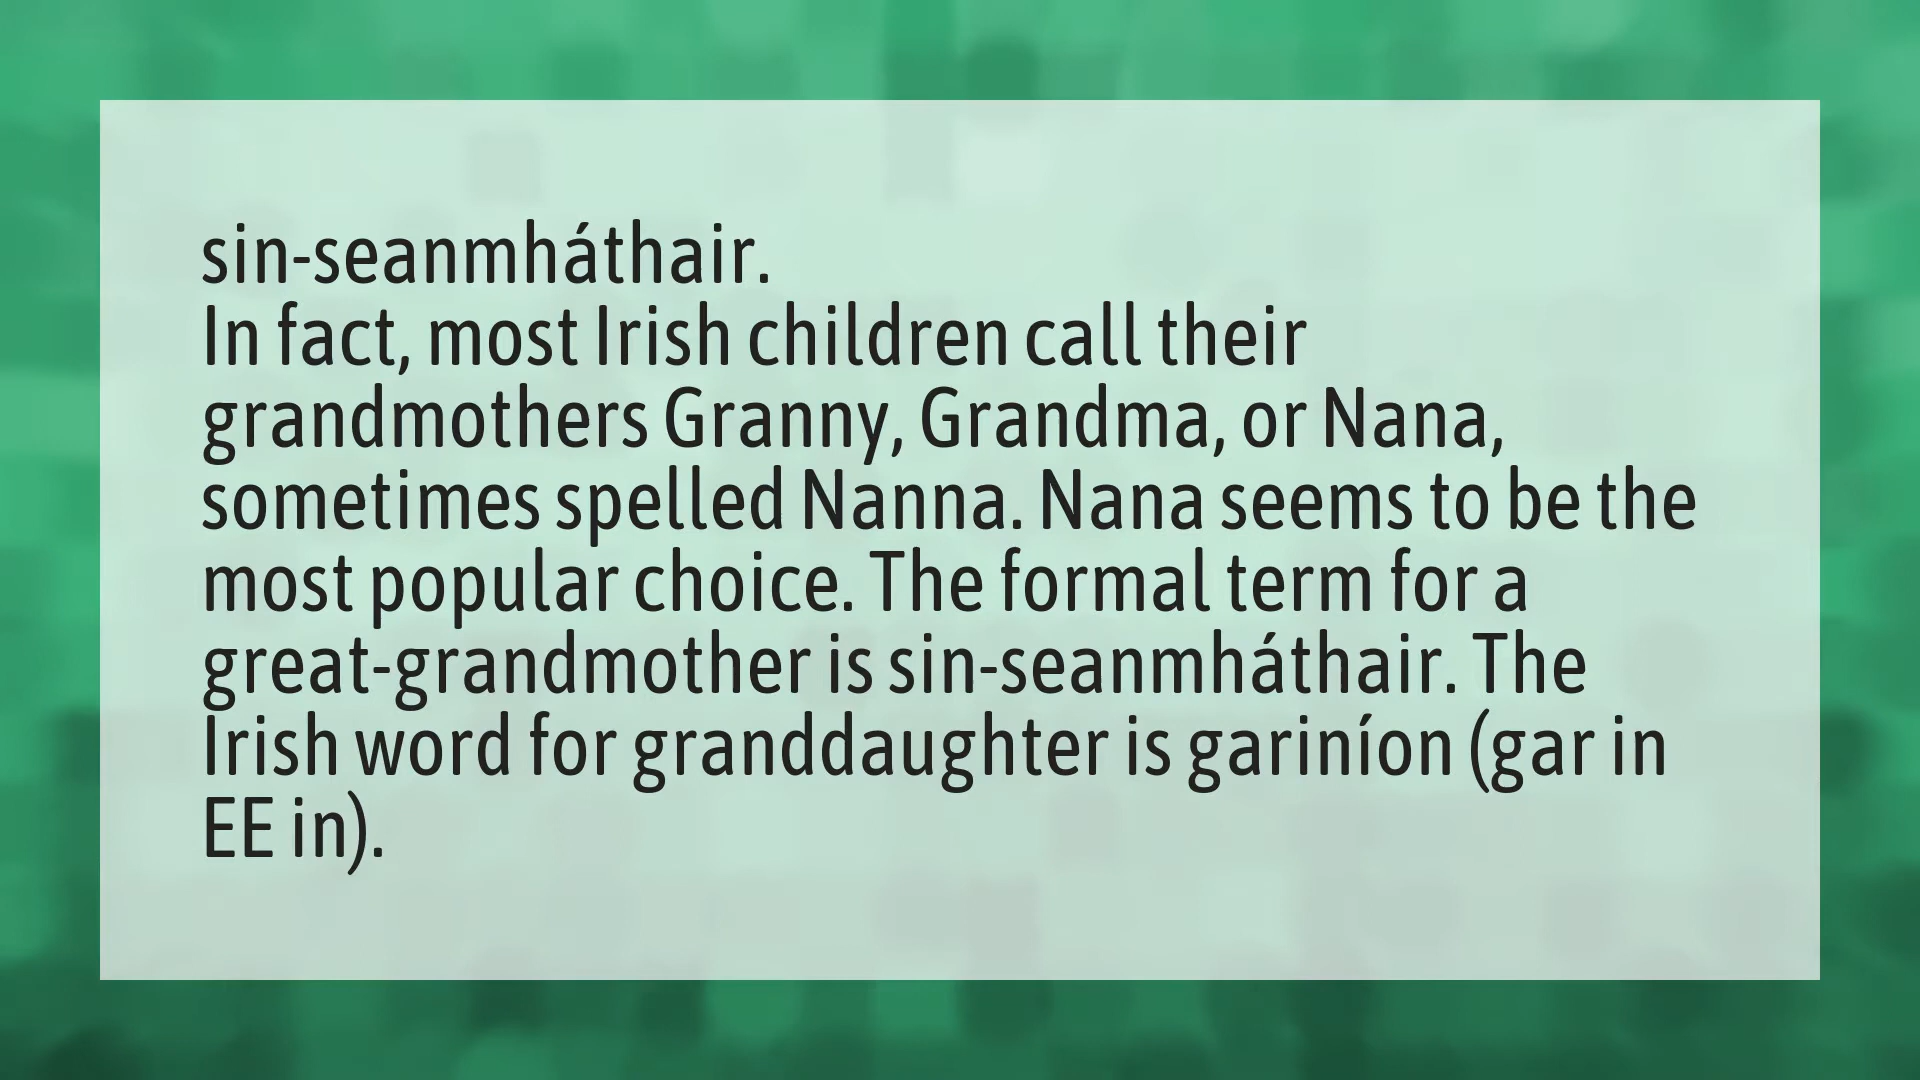 sin-seanmháthair.
In fact, most Irish children call their
grandmothers Granny, Grandma, or Nana,
sometimes spelled Nanna. Nana seems to be the
most popular choice. The formal term for a
great-grandmother is sin-seanmháthair. The
Irish word for granddaughter is gariníon (gar in
EE in).